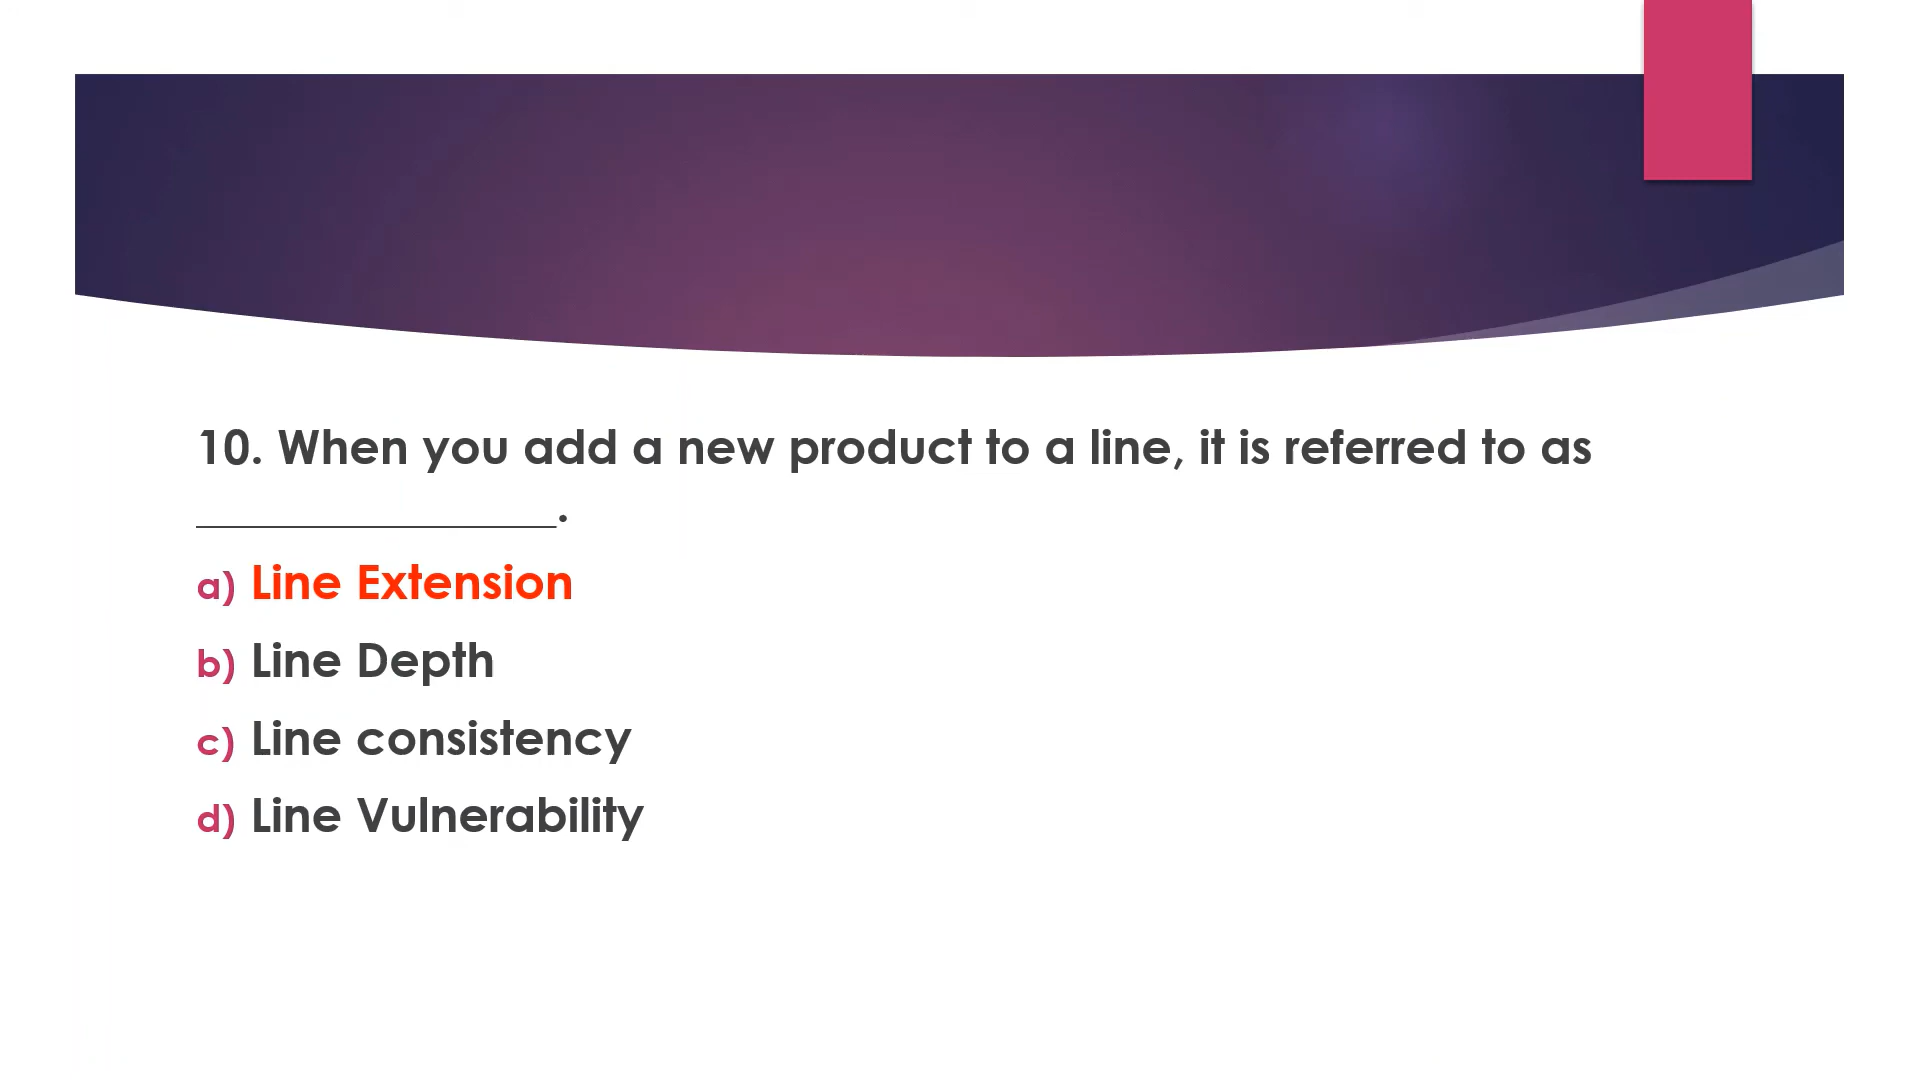 10. When you add a new product to a line, it is referred to as
_______________.
a) Line Extension
b) Line Depth
c) Line consistency
d) Line Vulnerability